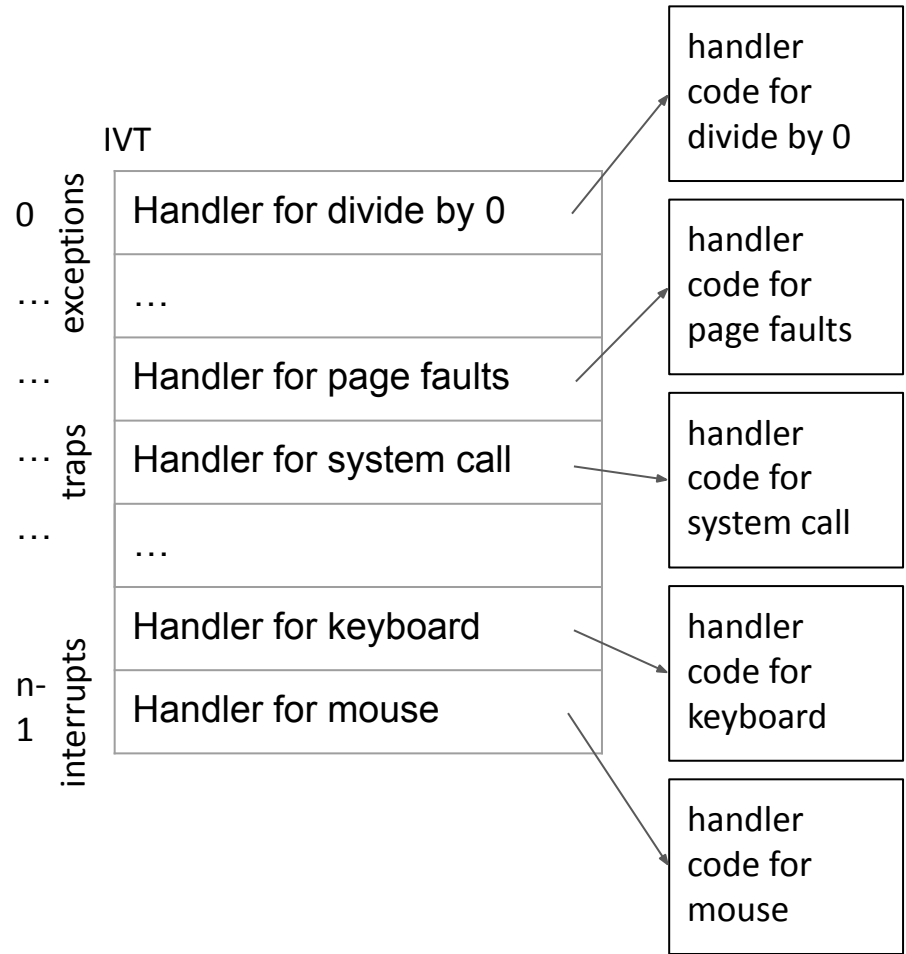 IVT
0
…
…
…
…
n-
1
exceptions
traps
interrupts
Handler for divide by 0
…
Handler for page faults
Handler for system call
…
Handler for keyboard
Handler for mouse
handler
code for
divide by 0
handler
code for
page faults
handler
code for
system call
handler
code for
keyboard
handler
code for
mouse